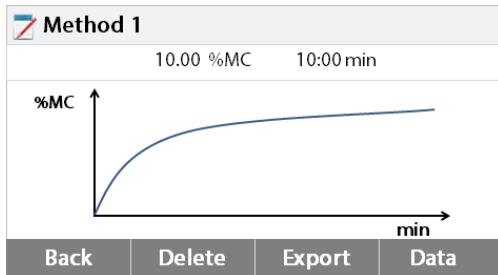 Method 1
10.00 %MC 10:00 min
%MC
min
Back Delete Export Data